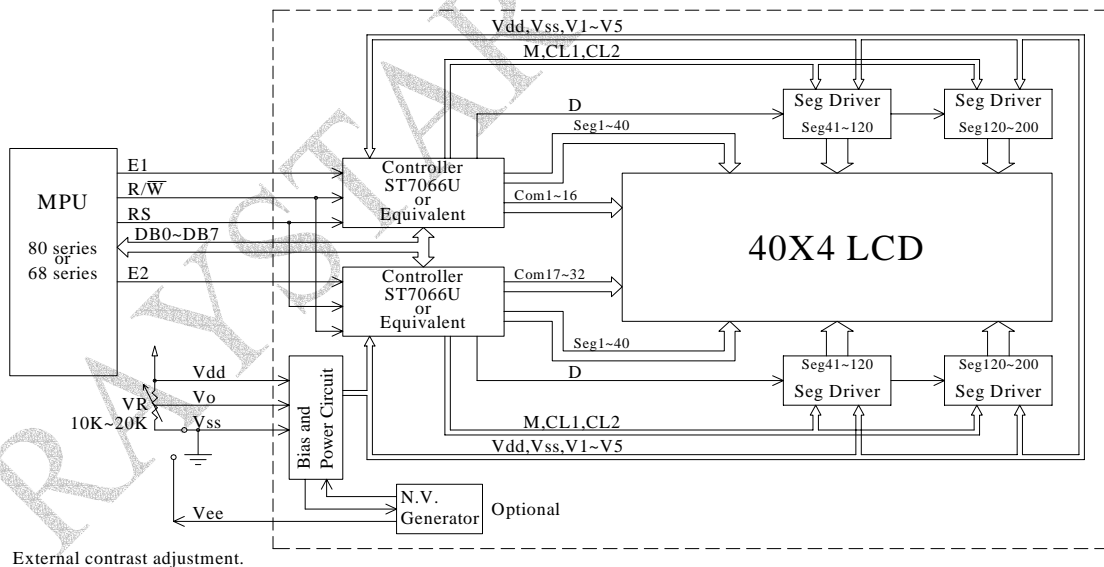 Vdd,Vss,V1~V5
M,CL1,CL2
D
Seg1~40
Seg Driver
Seg41~120
Seg Driver
Seg120~200
MPU
80 series
or
68 series
E1
R/W̅
RS
DB0~DB7
E2
Controller
ST7066U
or
Equivalent
Com1~16
40X4 LCD
Controller
ST7066U
or
Equivalent
Com17~32
Seg1~40
D
Seg41~120
Seg Driver
Seg120~200
Seg Driver
M,CL1,CL2
Vdd,Vss,V1~V5
Vdd
VR
10K~20K
Vo
Vss
Bias and
Power Circuit
Vee
N.V.
Generator
Optional
External contrast adjustment.
RAYSTAR